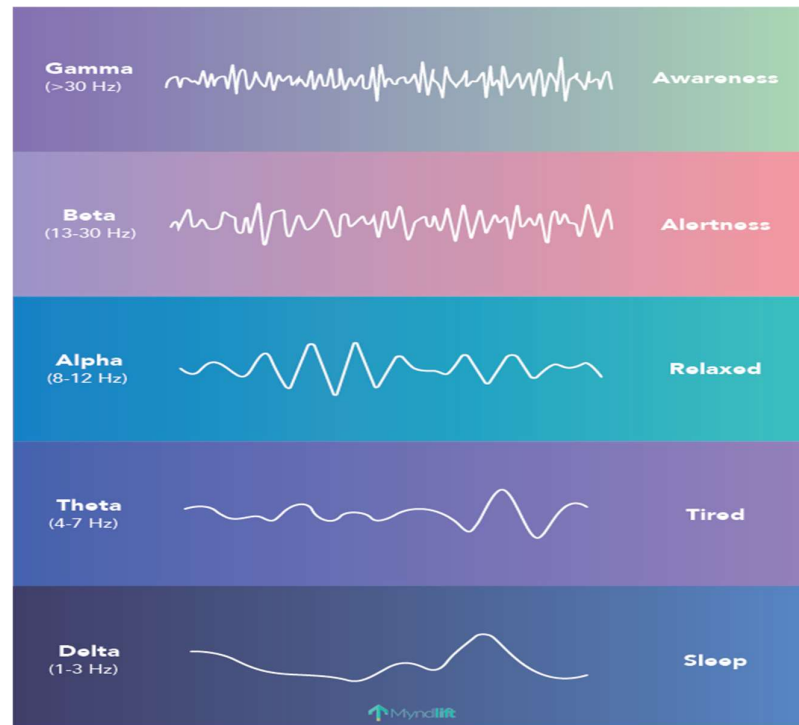 Gamma
(>30 Hz)
Awareness
Beta
(13-30 Hz)
Alertness
Alpha
(8-12 Hz)
Relaxed
Theta
(4-7 Hz)
Tired
Delta
(1-3 Hz)
Sleep
Myndlift